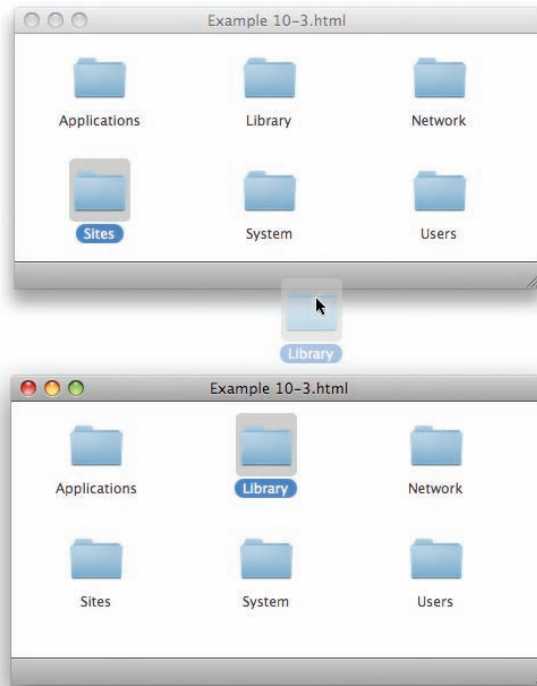 Example 10-3.html
Applications Library Network
Sites System Users
Library
Example 10-3.html
Applications Library Network
Sites System Users